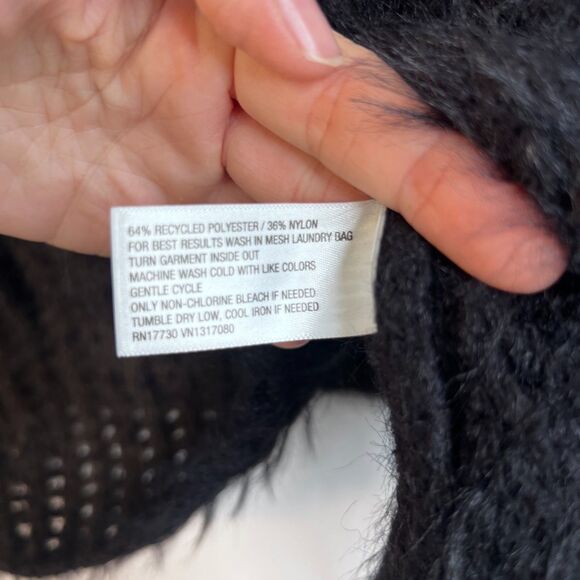 64% RECYCLED POLYESTER / 36% NYLON
FOR BEST RESULTS WASH IN MESH LAUNDRY BAG
TURN GARMENT INSIDE OUT
MACHINE WASH COLD WITH LIKE COLORS
GENTLE CYCLE
ONLY NON-CHLORINE BLEACH IF NEEDED
TUMBLE DRY LOW, COOL IRON IF NEEDED
RN17730 VN1317080